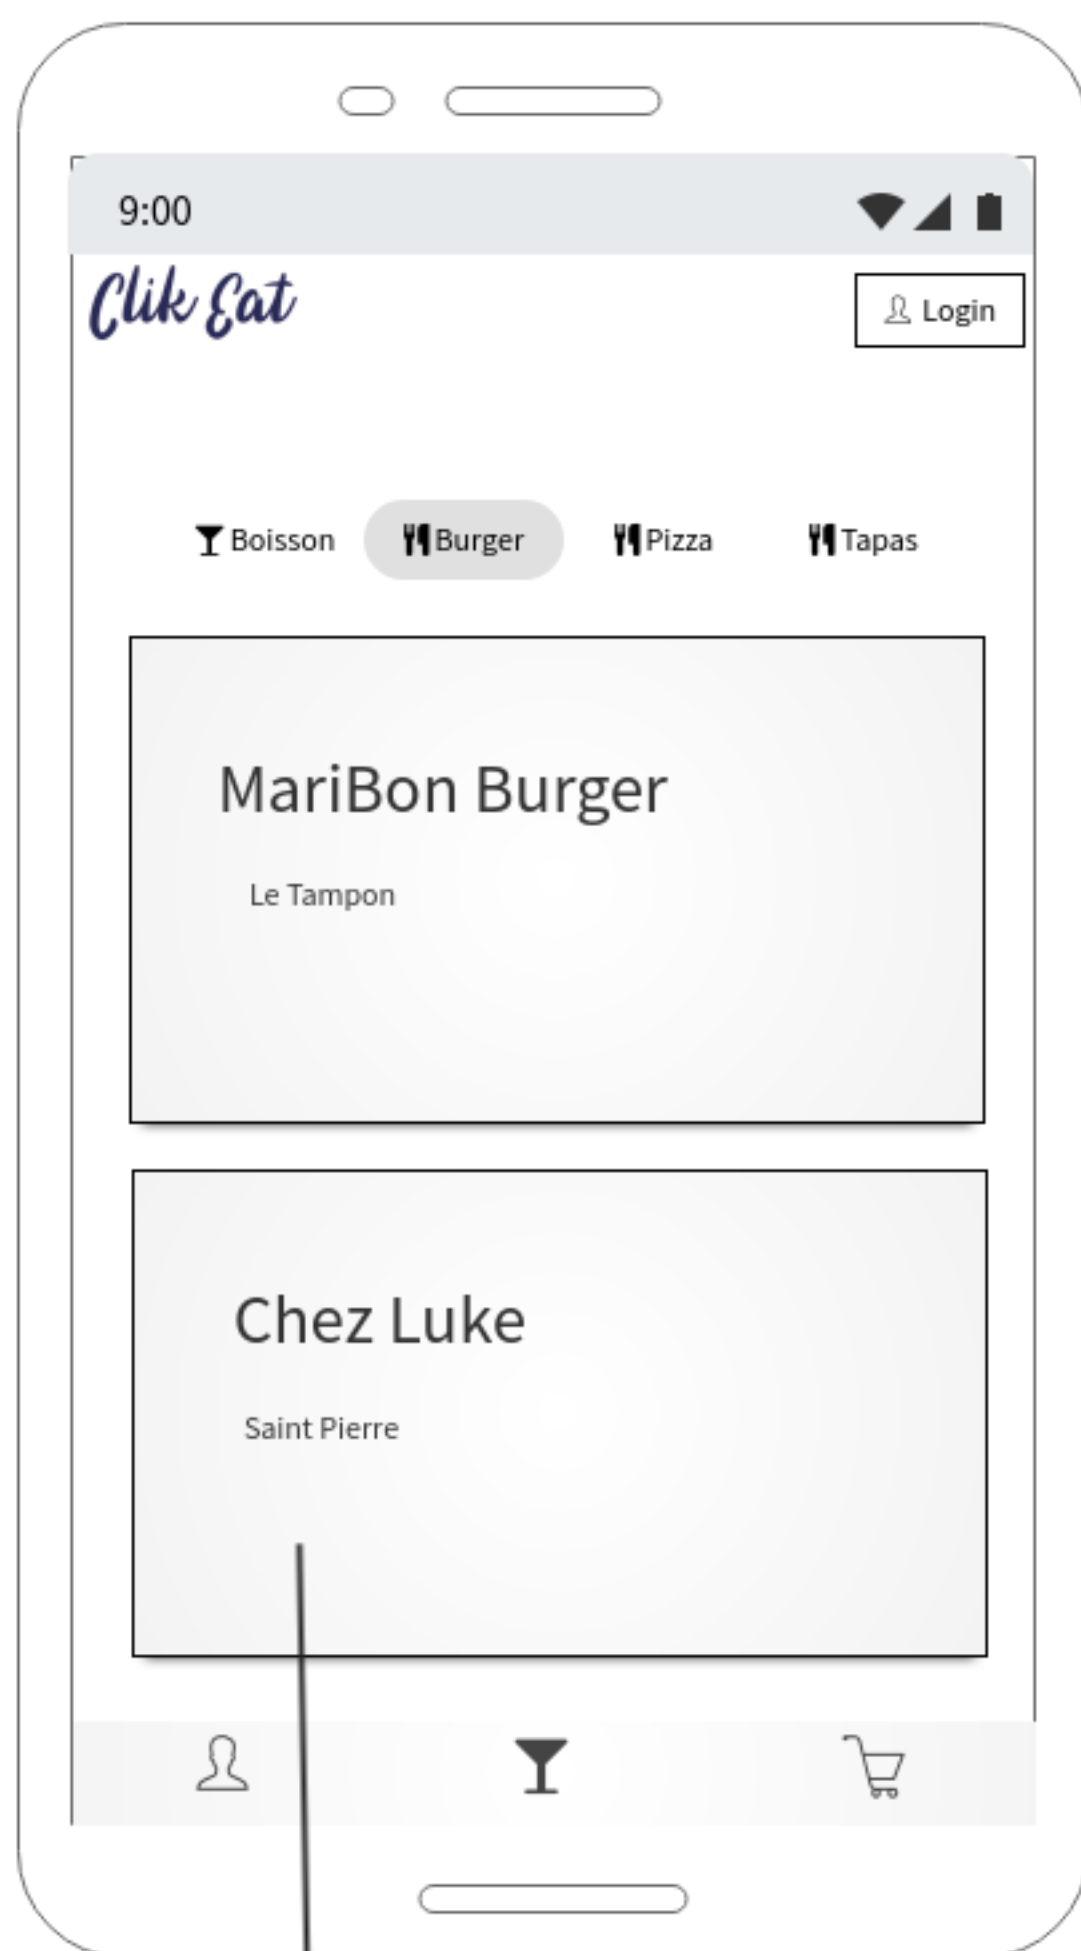 9:00
Clik Eat
Login
Boisson Burger Pizza Tapas
MariBon Burger
Le Tampon
Chez Luke
Saint Pierre